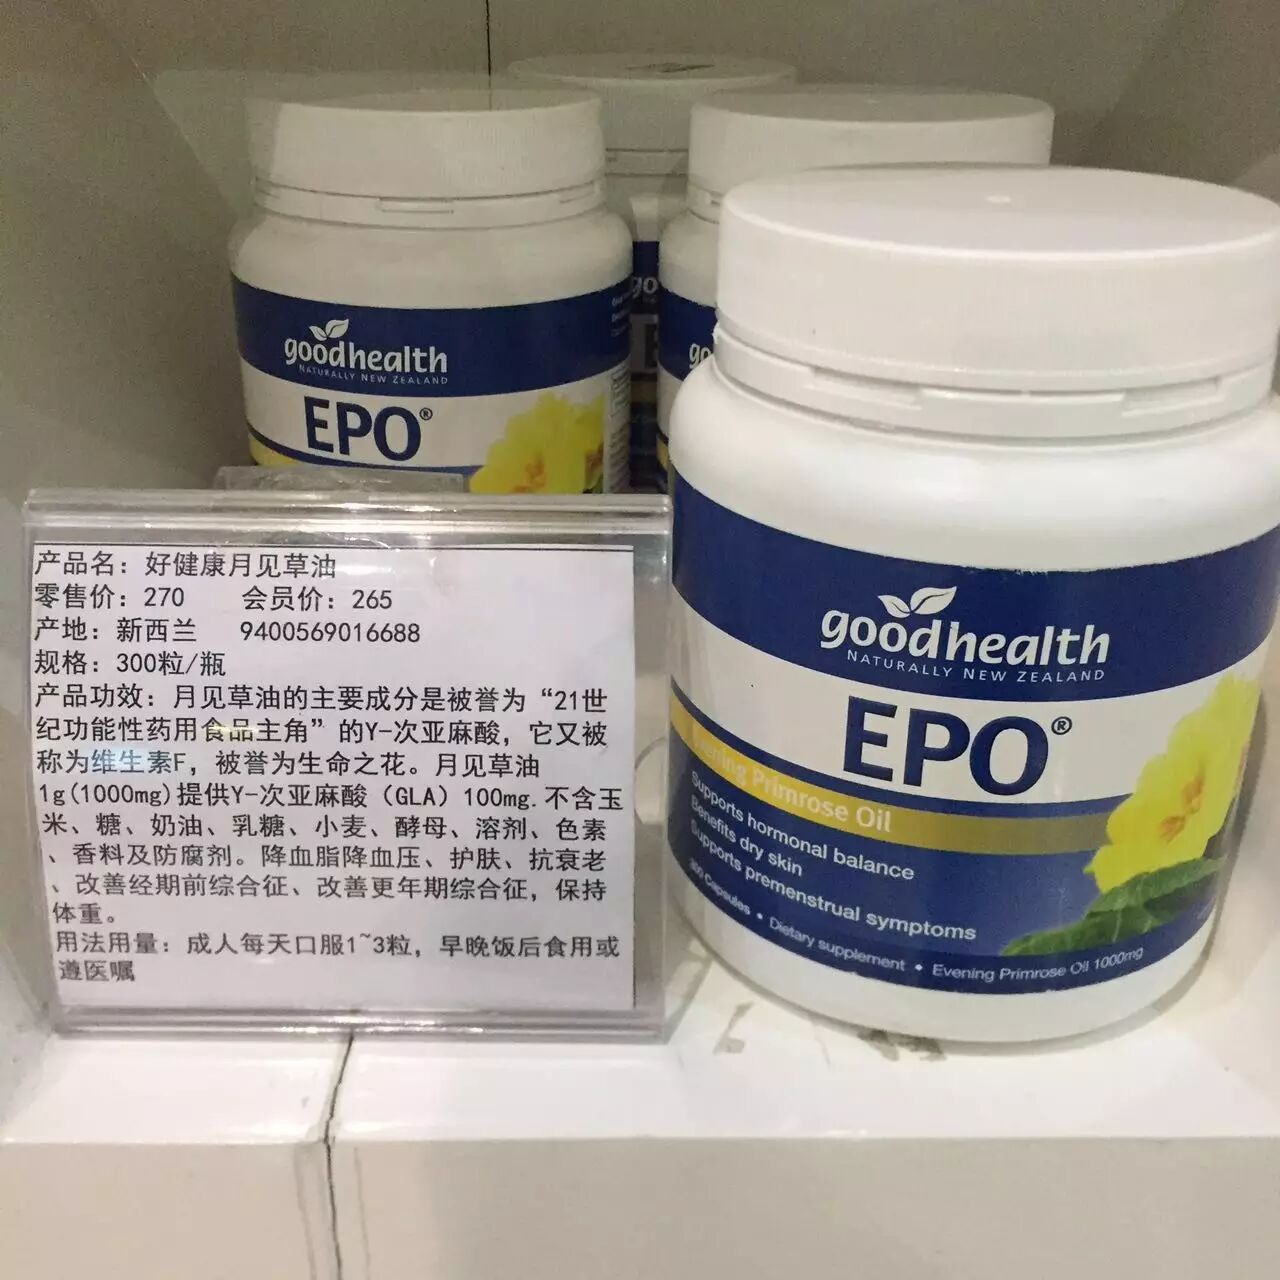 产品名：好健康月见草油
零售价：270 会员价：265
产地：新西兰 9400569016688
规格：300粒/瓶
产品功效：月见草油的主要成分是被誉为“21世
纪功能性药用食品主角”的Y-次亚麻酸，它又被
称为维生素F，被誉为生命之花。月见草油
1g(1000mg)提供Y-次亚麻酸（GLA）100mg.不含玉
米、糖、奶油、乳糖、小麦、酵母、溶剂、色素
、香料及防腐剂。降血脂降血压、护肤、抗衰老
、改善经期前综合征、改善更年期综合征，保持
体重。
用法用量：成人每天口服1~3粒，早晚饭后食用或
遵医嘱
goodhealth
NATURALLY NEW ZEALAND
EPO®
goodhealth
NATURALLY NEW ZEALAND
EPO®
Evening Primrose Oil
Supports hormonal balance
Benefits dry skin
Supports premenstrual symptoms
300 Capsules • Dietary supplement • Evening Primrose Oil 1000mg
go
E
go